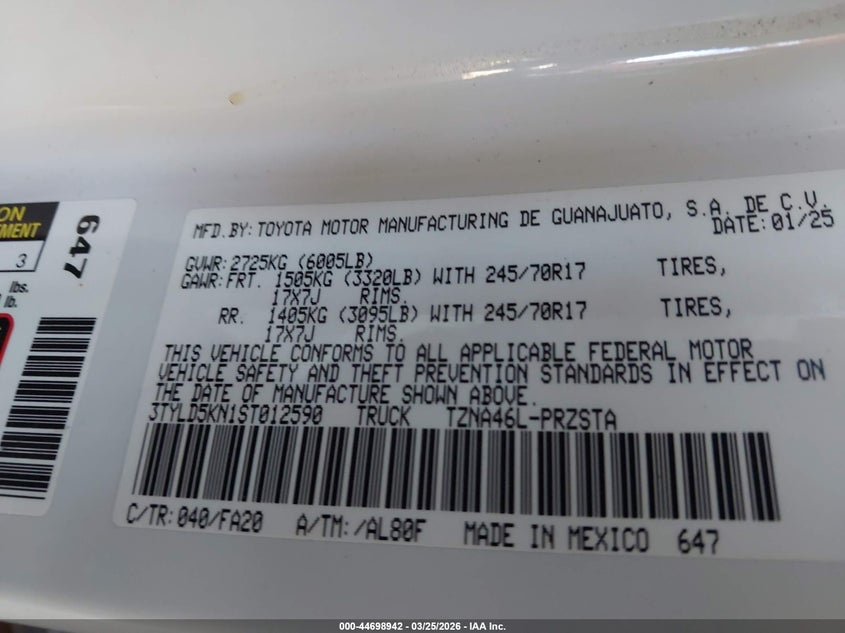 ON
TMENT
3
lbs.
lb.
647
MFD. BY: TOYOTA MOTOR MANUFACTURING DE GUANAJUATO, S.A. DE C.V.
DATE: 01/25
GVWR: 2725KG (6005LB)
GAWR: FRT. 1505KG (3320LB) WITH 245/70R17 TIRES,
17X7J RIMS.
RR. 1405KG (3095LB) WITH 245/70R17 TIRES,
17X7J RIMS.
THIS VEHICLE CONFORMS TO ALL APPLICABLE FEDERAL MOTOR
VEHICLE SAFETY AND THEFT PREVENTION STANDARDS IN EFFECT ON
THE DATE OF MANUFACTURE SHOWN ABOVE.
3TYLD5KN1ST012590 TRUCK TZNA46L-PRZSTA
C/TR: 040/FA20 A/TM: /AL80F MADE IN MEXICO 647
000-44698942 - 03/25/2026 - IAA Inc.